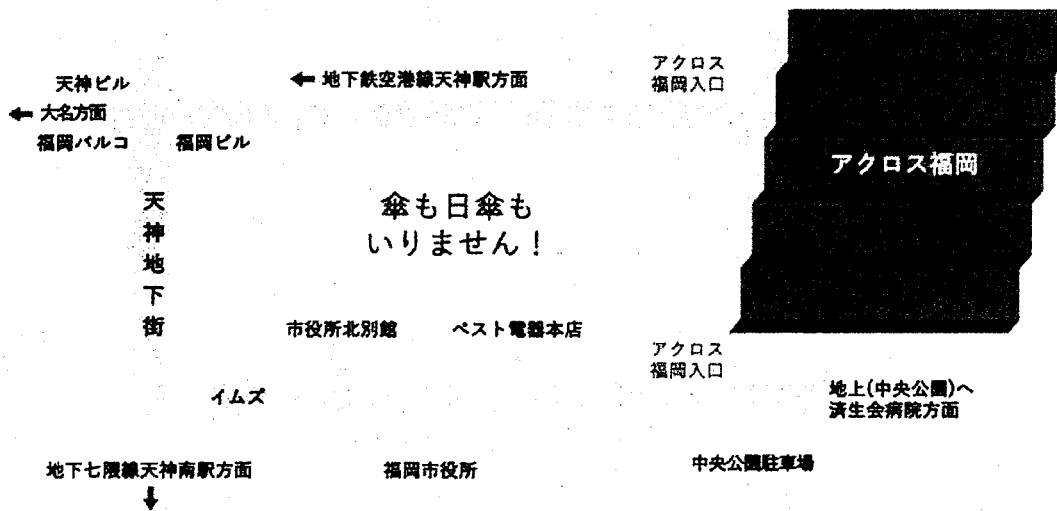 天神ビル
← 大名方面
福岡パルコ
福岡ビル
← 地下鉄空港線天神駅方面
アクロス
福岡入口
アクロス福岡
天神地下街
傘も日傘も
いりません！
市役所北別館
ベスト電器本店
アクロス
福岡入口
イムズ
地上(中央公園)へ
済生会病院方面
地下七隈線天神南駅方面
↓
福岡市役所
中央公園駐車場